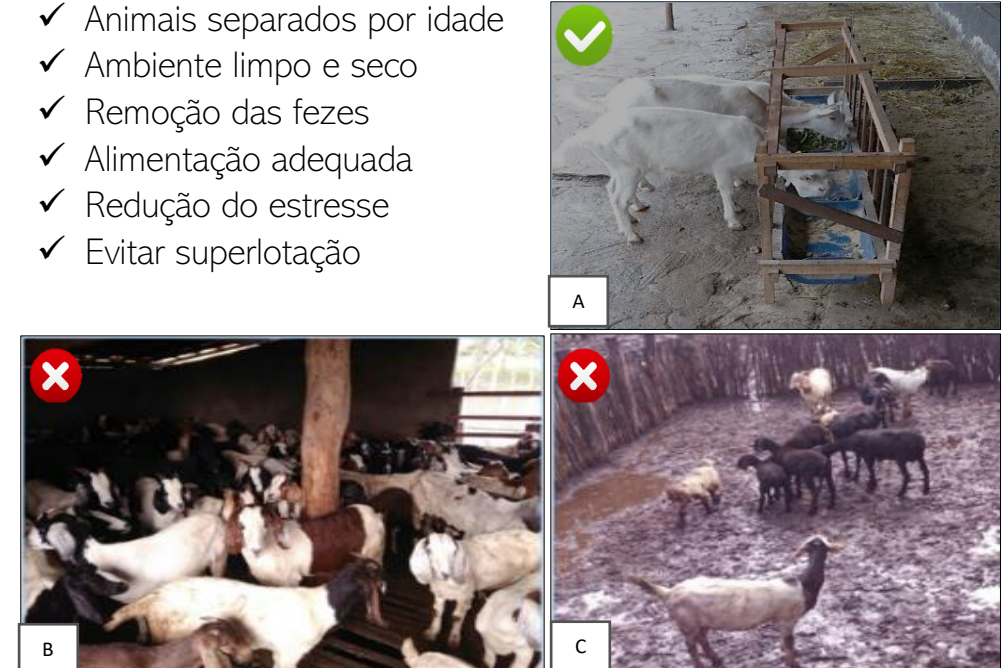 ✓ Animais separados por idade
✓ Ambiente limpo e seco
✓ Remoção das fezes
✓ Alimentação adequada
✓ Redução do estresse
✓ Evitar superlotação
A
B
C